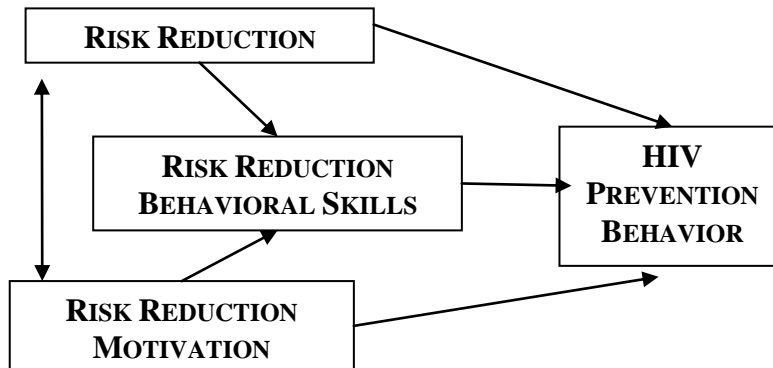 RISK REDUCTION
RISK REDUCTION
BEHAVIORAL SKILLS
HIV
PREVENTION
BEHAVIOR
RISK REDUCTION
MOTIVATION